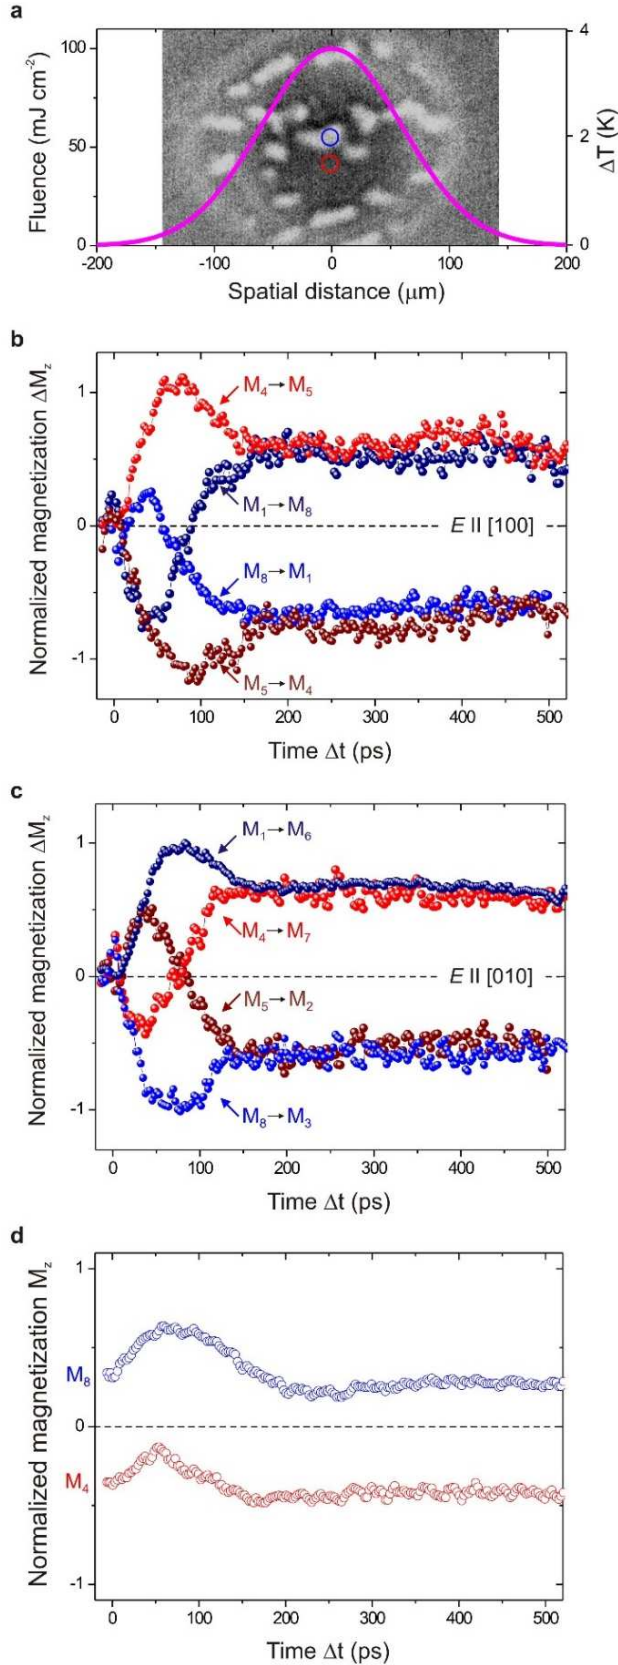 a
Fluence (mJ cm⁻²)
100
50
0
4
2
0
ΔT (K)
-200 -100 0 100 200
Spatial distance (μm)
b
Normalized magnetization ΔM_z
1
0
-1
M₄→M₅
M₁→M₈
E II [100]
M₈→M₁
M₅→M₄
0 100 200 300 400 500
Time Δt (ps)
c
Normalized magnetization ΔM_z
1
0
-1
M₁→M₆
M₄→M₇
E II [010]
M₅→M₂
M₈→M₃
0 100 200 300 400 500
Time Δt (ps)
d
Normalized magnetization M_z
1
M₈
0
M₄
-1
0 100 200 300 400 500
Time Δt (ps)